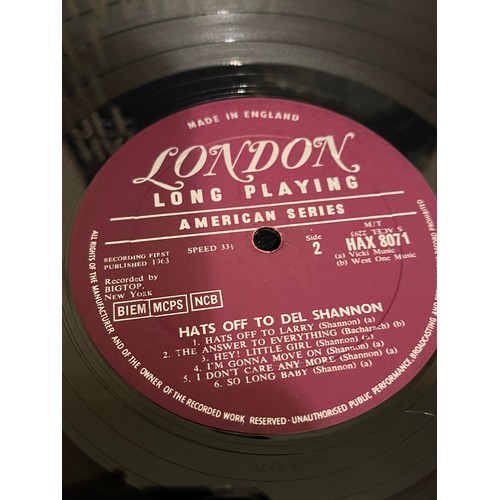 MADE IN ENGLAND
LONDON
LONG PLAYING
AMERICAN SERIES
RECORDING FIRST
PUBLISHED 1963
SPEED 33⅓
Side
2
M/T
S ACEL 2293
HAX 8071
(a) Vicki Music
(b) West One Music
Recorded by
BIGTOP,
New York
BIEM MCPS NCB
HATS OFF TO DEL SHANNON
1. HATS OFF TO LARRY (Shannon) (a)
2. THE ANSWER TO EVERYTHING (Bacharach) (b)
3. HEY! LITTLE GIRL (Shannon) (a)
4. I'M GONNA MOVE ON (Shannon) (a)
5. I DON'T CARE ANY MORE (Shannon) (a)
6. SO LONG BABY (Shannon) (a)
ALL RIGHTS OF THE MANUFACTURER AND OF THE OWNER OF THE RECORDED WORK RESERVED · UNAUTHORISED PUBLIC PERFORMANCE, BROADCASTING AND